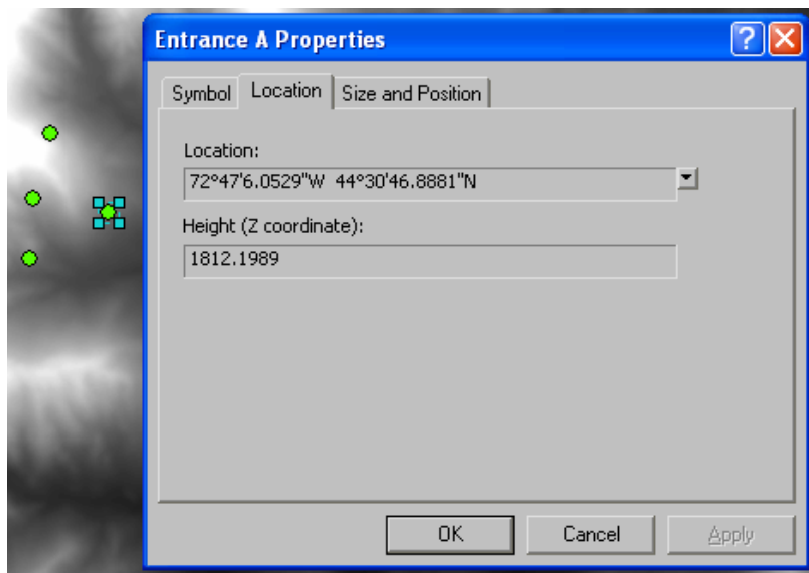 Entrance A Properties
Symbol Location Size and Position
Location:
72°47'6.0529"W 44°30'46.8881"N
Height (Z coordinate):
1812.1989
OK Cancel Apply